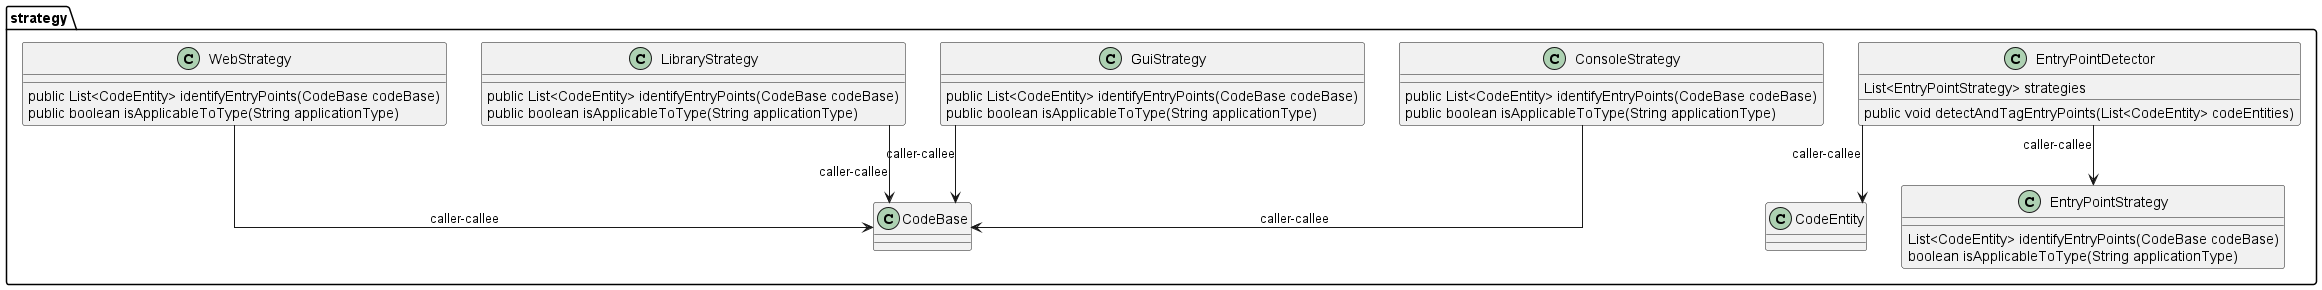 strategy
C WebStrategy
public List<CodeEntity> identifyEntryPoints(CodeBase codeBase)
public boolean isApplicableToType(String applicationType)
C LibraryStrategy
public List<CodeEntity> identifyEntryPoints(CodeBase codeBase)
public boolean isApplicableToType(String applicationType)
C GuiStrategy
public List<CodeEntity> identifyEntryPoints(CodeBase codeBase)
public boolean isApplicableToType(String applicationType)
C ConsoleStrategy
public List<CodeEntity> identifyEntryPoints(CodeBase codeBase)
public boolean isApplicableToType(String applicationType)
C EntryPointDetector
List<EntryPointStrategy> strategies
public void detectAndTagEntryPoints(List<CodeEntity> codeEntities)
caller-callee
caller-callee
caller-callee
caller-callee
caller-callee
caller-callee
C CodeBase
C CodeEntity
C EntryPointStrategy
List<CodeEntity> identifyEntryPoints(CodeBase codeBase)
boolean isApplicableToType(String applicationType)